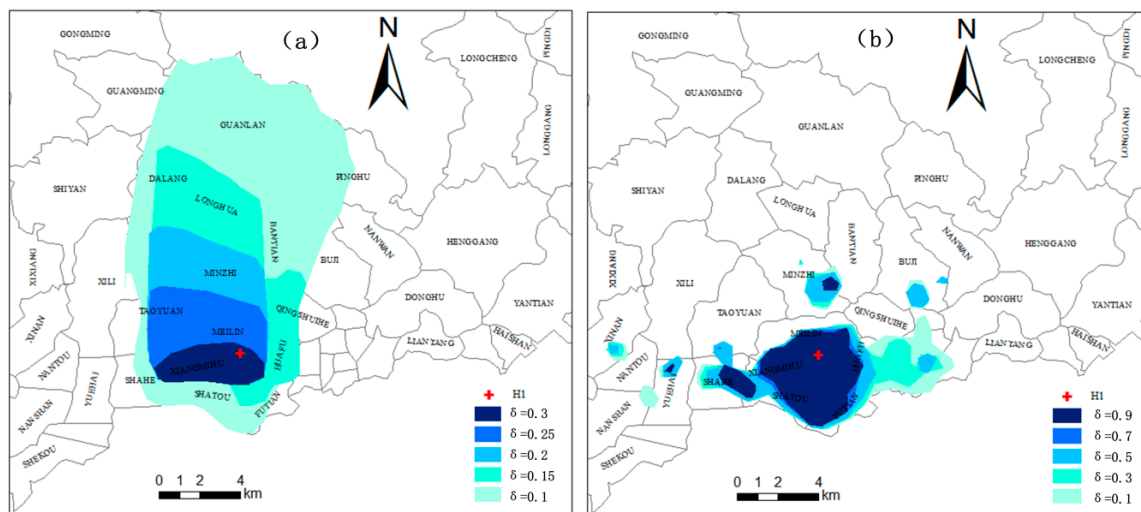 (a)
N
GONGMING
GUANGMING
GUANLAN
LONGCHENG
PINGDI
LONGGANG
SHIYAN
DALANG
PINGHU
LONGHUA
BANTIAN
NANWAN
HENGGANG
BUJI
XIXIANG
XILI
MINZHI
DONGHU
YANTIAN
TAOYUAN
QINGSHUIHE
XINAN
MEILIN
LIANTANG
HAISHAN
NANTOU
XIANGMIHU
HUAFU
SHAHE
YUEHAI
SHATOU
FUTIAN
NANSHAN
SHEKOU
H1
δ=0.3
δ=0.25
δ=0.2
δ=0.15
δ=0.1
0 1 2 4
km
(b)
N
GONGMING
GUANGMING
GUANLAN
LONGCHENG
PINGDI
LONGGANG
SHIYAN
DALANG
PINGHU
LONGHUA
BANTIAN
NANWAN
HENGGANG
BUJI
XIXIANG
XILI
MINZHI
DONGHU
YANTIAN
TAOYUAN
QINGSHUIHE
XINAN
MEILIN
LIANTANG
HAISHAN
NANTOU
XIANGMIHU
SHAHE
YUEHAI
SHATOU
FUTIAN
NANSHAN
SHEKOU
H1
δ=0.9
δ=0.7
δ=0.5
δ=0.3
δ=0.1
0 1 2 4
km